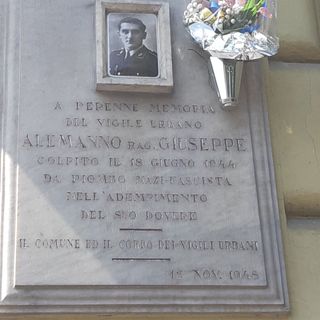 A PERENNE MEMORIA
DEL VIGILE URBANO
ALEMANNO RAG. GIUSEPPE
COLPITO IL 18 GIUGNO 1944
DA PIOMBO NAZI-FASCISTA
NELL'ADEMPIMENTO
DEL SUO DOVERE
IL COMUNE ED IL CORPO DEI VIGILI URBANI
1º NOV. 1948